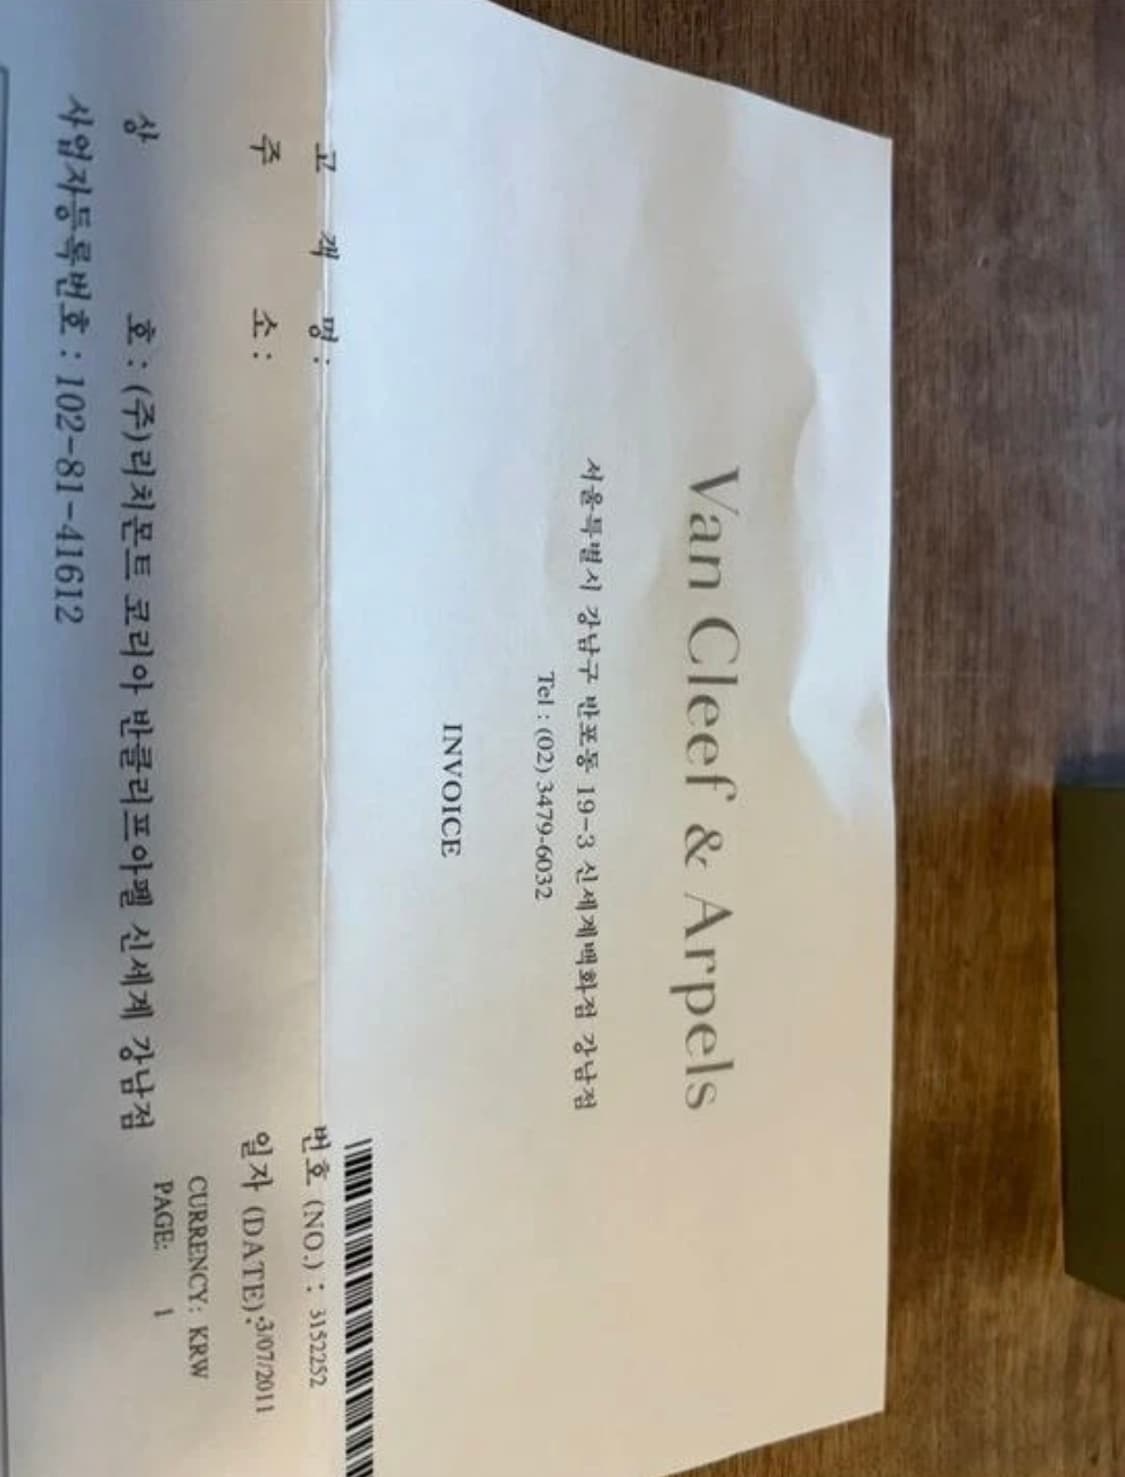 Van Cleef & Arpels
서울특별시 강남구 반포동 19-3 신세계백화점 강남점
Tel : (02) 3479-6032
INVOICE
고 객 명 :
번호 (NO.) : 3152252
주 소 :
일자 (DATE):3/07/2011
CURRENCY: KRW
PAGE: 1
상 호 : (주)리치몬트 코리아 반클리프아펠 신세계 강남점
사업자등록번호 : 102-81-41612